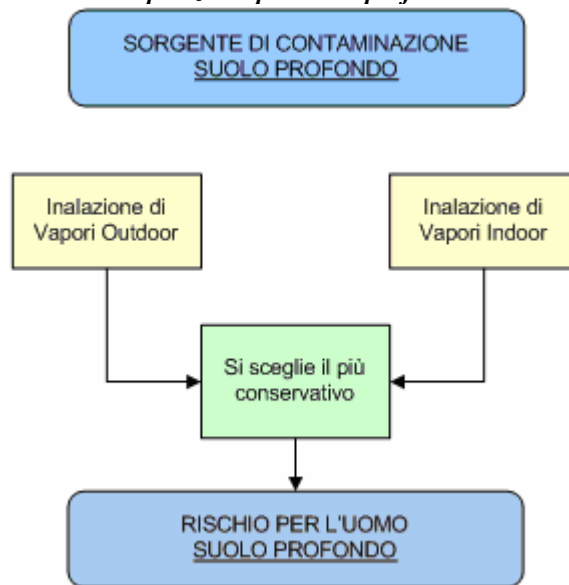 SORGENTE DI CONTAMINAZIONE
SUOLO PROFONDO
Inalazione di
Vapori Outdoor
Inalazione di
Vapori Indoor
Si sceglie il più
conservativo
RISCHIO PER L'UOMO
SUOLO PROFONDO